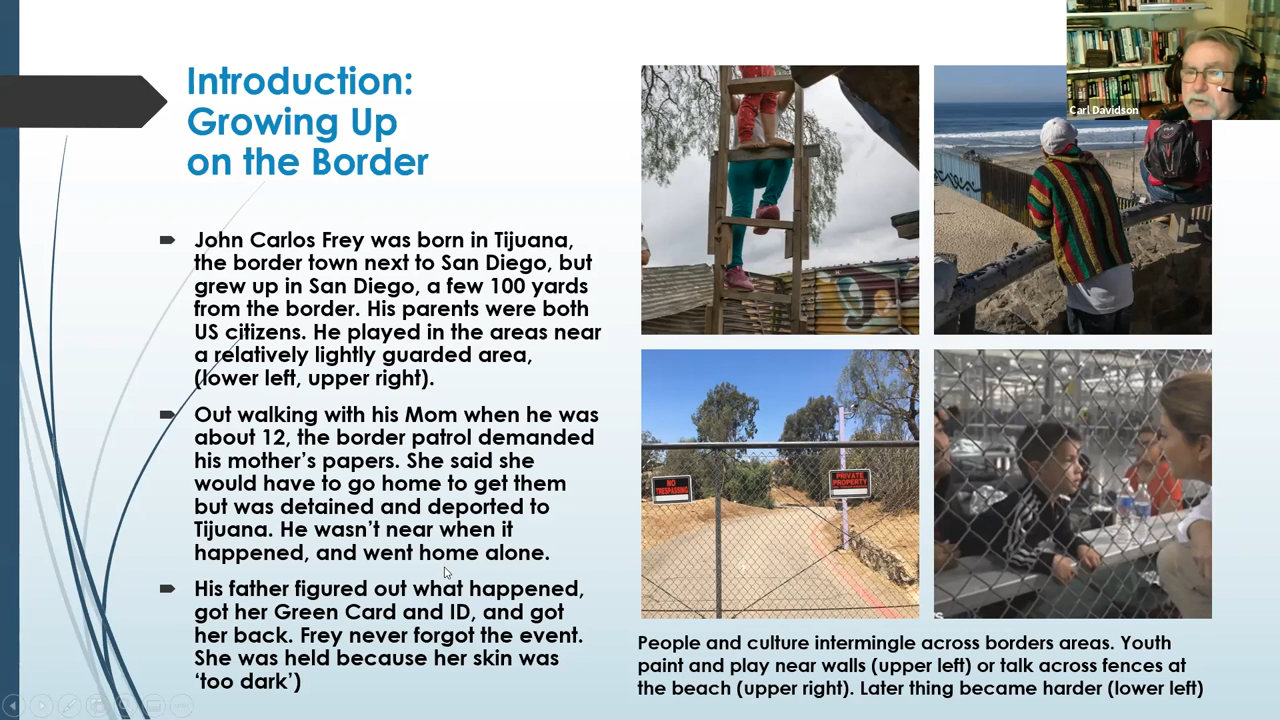 Introduction:
Growing Up
on the Border
John Carlos Frey was born in Tijuana,
the border town next to San Diego, but
grew up in San Diego, a few 100 yards
from the border. His parents were both
US citizens. He played in the areas near
a relatively lightly guarded area,
(lower left, upper right).
Out walking with his Mom when he was
about 12, the border patrol demanded
his mother’s papers. She said she
would have to go home to get them
but was detained and deported to
Tijuana. He wasn’t near when it
happened, and went home alone.
His father figured out what happened,
got her Green Card and ID, and got
her back. Frey never forgot the event.
She was held because her skin was
‘too dark’)
Carl Davidson
NO
TRESPASSING
PRIVATE
PROPERTY
People and culture intermingle across borders areas. Youth
paint and play near walls (upper left) or talk across fences at
the beach (upper right). Later thing became harder (lower left)